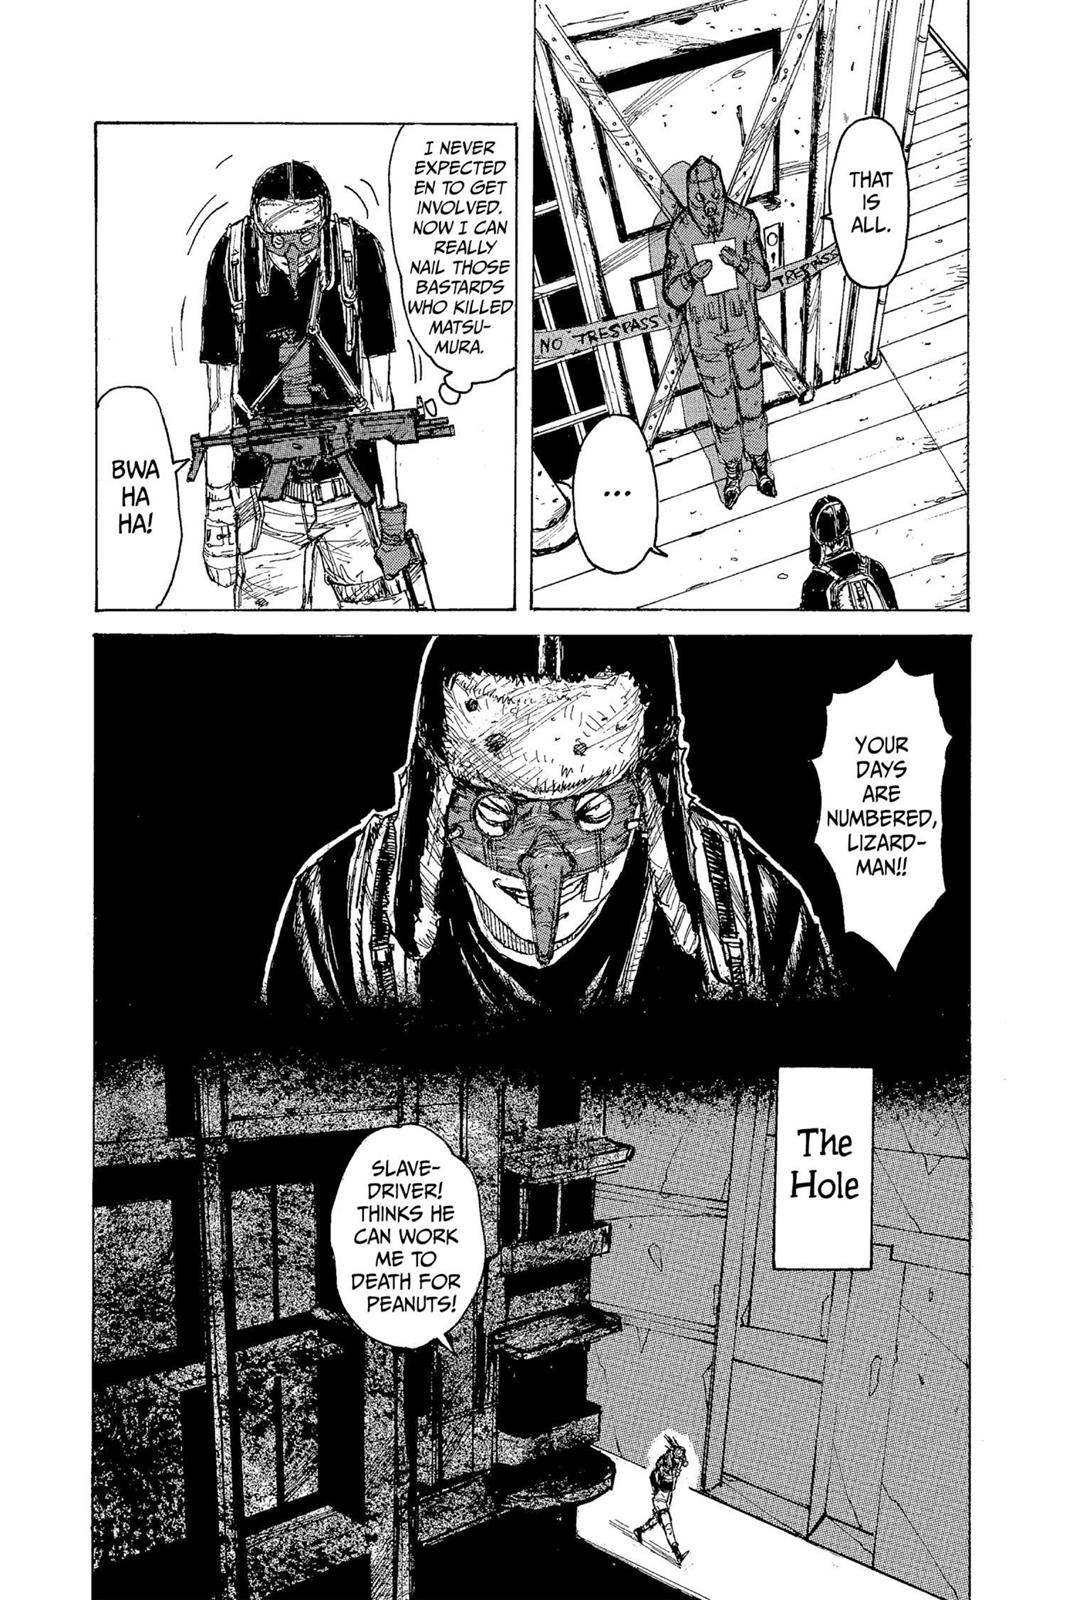 THAT
IS
ALL.
NO TRESPASS!
TRESPASS
...
I NEVER
EXPECTED
EN TO GET
INVOLVED.
NOW I CAN
REALLY
NAIL THOSE
BASTARDS
WHO KILLED
MATSU-
MURA.
BWA
HA
HA!
YOUR
DAYS
ARE
NUMBERED,
LIZARD-
MAN!!
The
Hole
SLAVE-
DRIVER!
THINKS HE
CAN WORK
ME TO
DEATH FOR
PEANUTS!